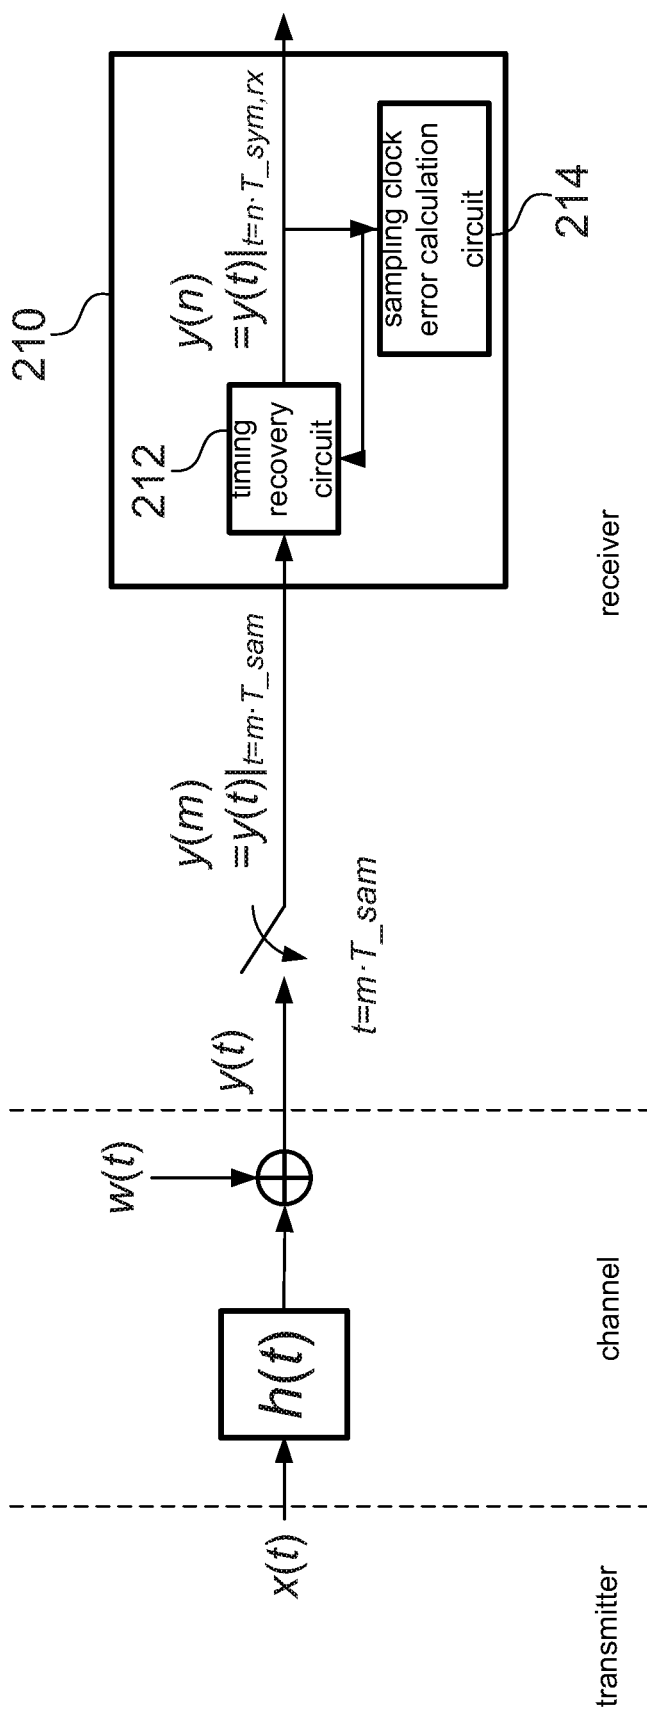 x(t)
h(t)
w(t)
y(t)
t=m·T_sam
y(m)
=y(t)|t=m·T_sam
210
212
timing
recovery
circuit
y(n)
=y(t)|t=n·T_sym,rx
sampling clock
error calculation
circuit
214
transmitter
channel
receiver